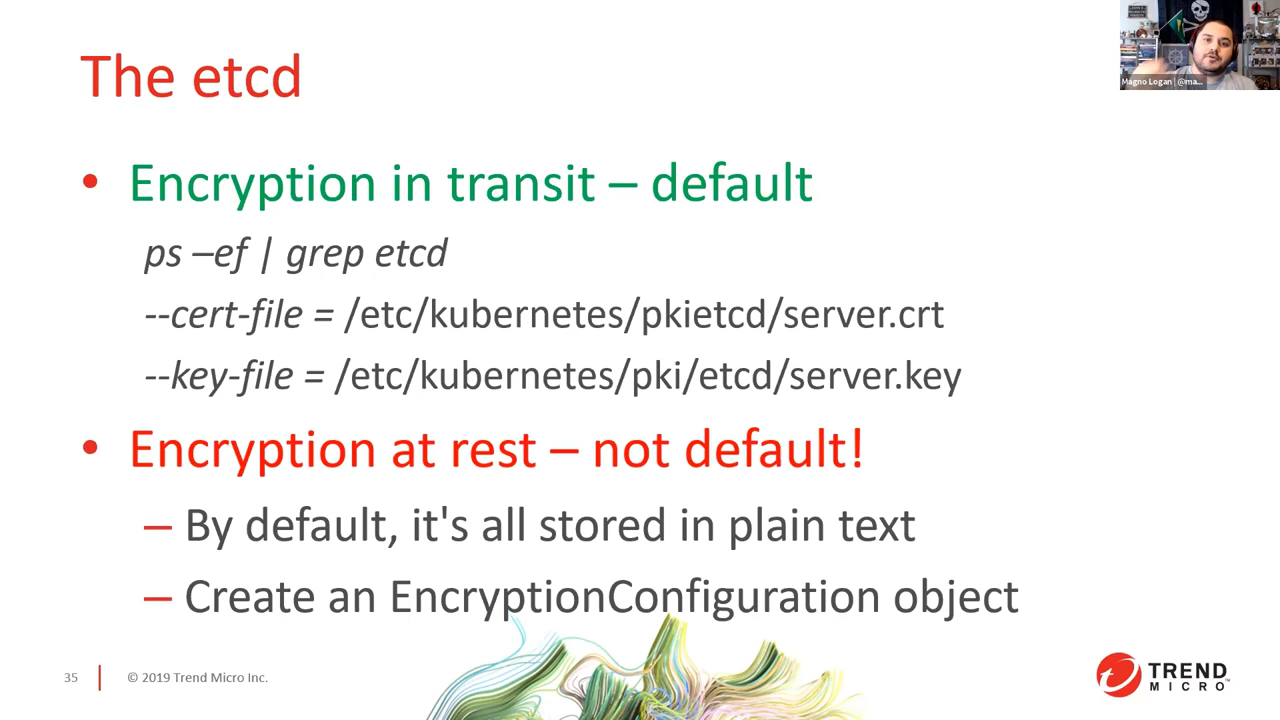 The etcd
Magno Logan | @ma...
• Encryption in transit – default
ps –ef | grep etcd
--cert-file = /etc/kubernetes/pkietcd/server.crt
--key-file = /etc/kubernetes/pki/etcd/server.key
• Encryption at rest – not default!
– By default, it's all stored in plain text
– Create an EncryptionConfiguration object
35
© 2019 Trend Micro Inc.
TREND
MICRO™